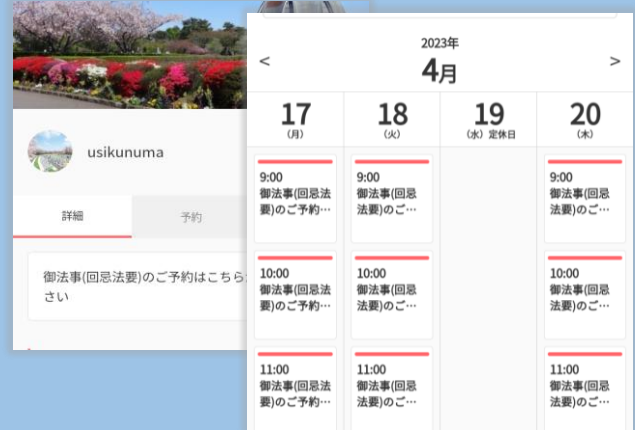 usikunuma
詳細
予約
御法事(回忌法要)のご予約はこちら
さい
<
2023年
4月
>
17
(月)
18
(火)
19
(水) 定休日
20
(木)
9:00
御法事(回忌法
要)のご予約…
9:00
御法事(回忌
法要)のご…
9:00
御法事(回忌
法要)のご…
10:00
御法事(回忌法
要)のご予約…
10:00
御法事(回忌
法要)のご…
10:00
御法事(回忌
法要)のご…
11:00
御法事(回忌法
要)のご予約…
11:00
御法事(回忌
法要)のご…
11:00
御法事(回忌
法要)のご…